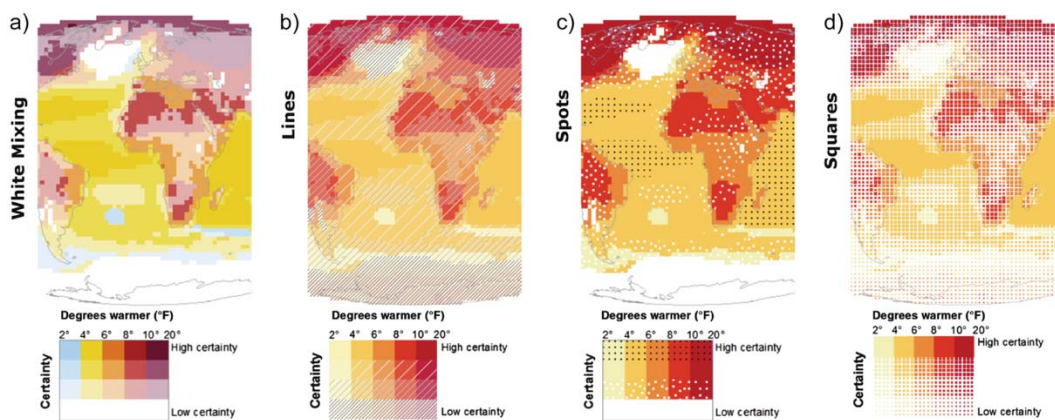 a)
White Mixing
Degrees warmer (°F)
2° 4° 6° 8° 10° 20°
Certainty
High certainty
Low certainty
b)
Lines
Degrees warmer (°F)
2° 4° 6° 8° 10° 20°
Certainty
High certainty
Low certainty
c)
Spots
Degrees warmer (°F)
2° 4° 6° 8° 10° 20°
Certainty
High certainty
Low certainty
d)
Squares
Degrees warmer (°F)
2° 4° 6° 8° 10° 20°
Certainty
High certainty
Low certainty